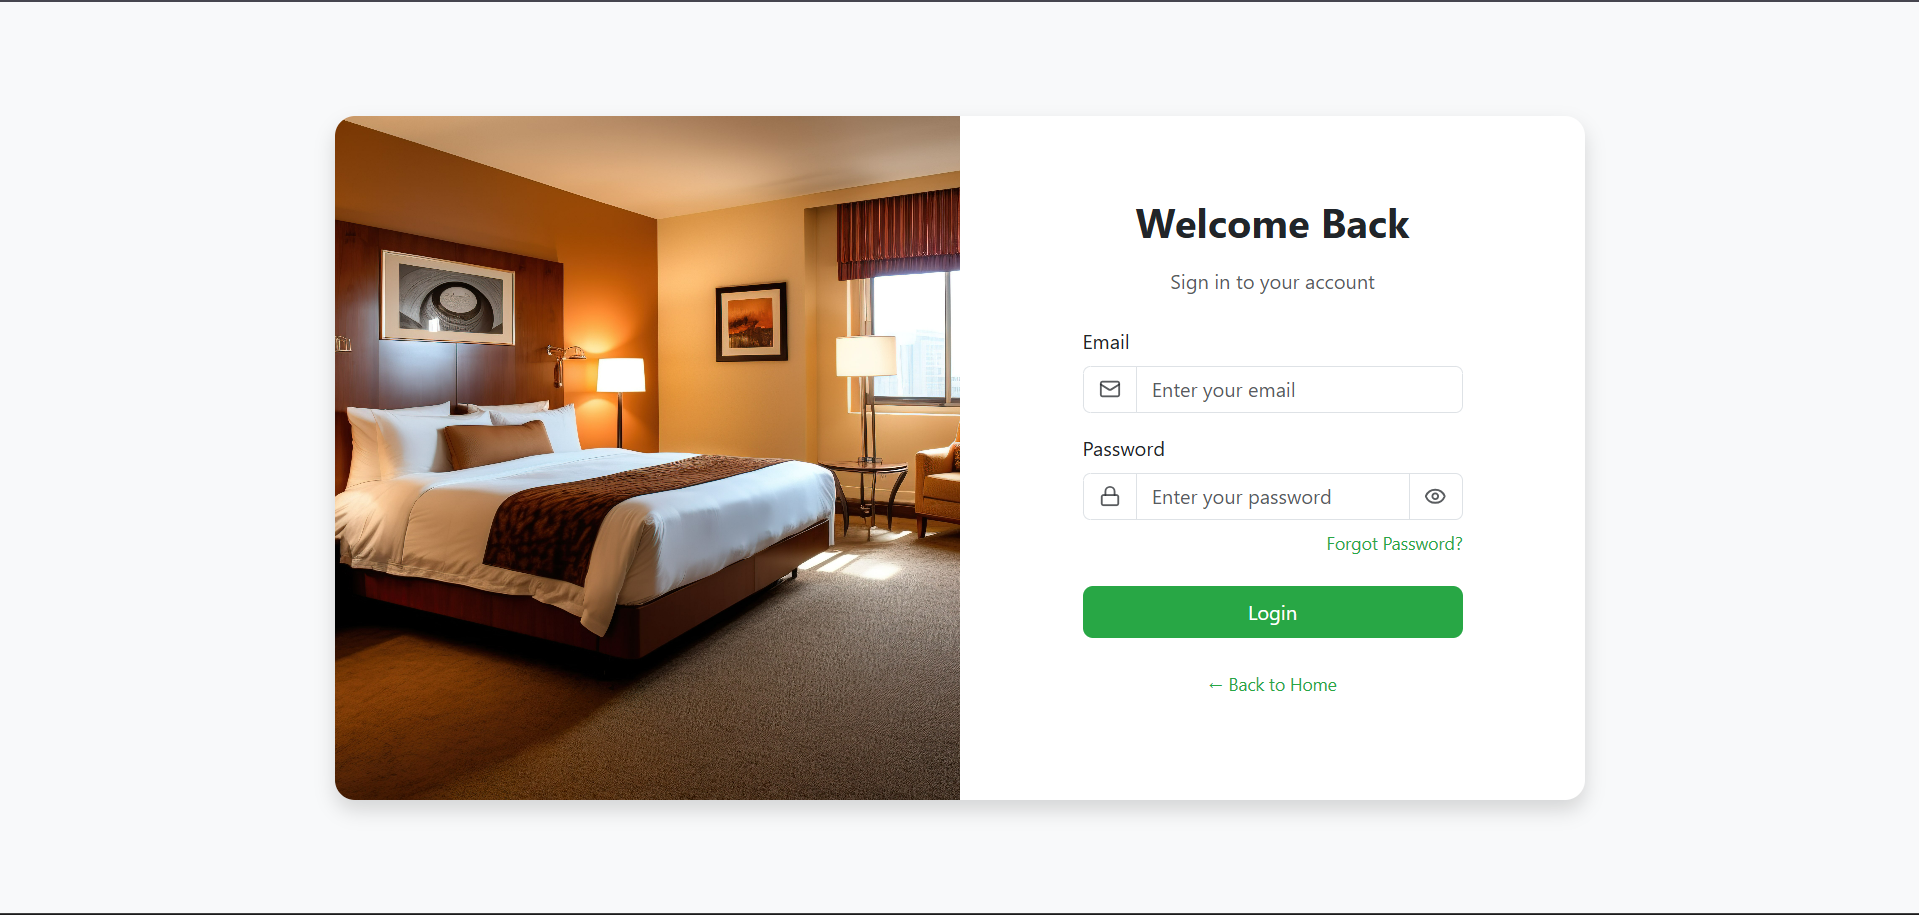 Welcome Back
Sign in to your account
Email
Enter your email
Password
Enter your password
Forgot Password?
Login
← Back to Home